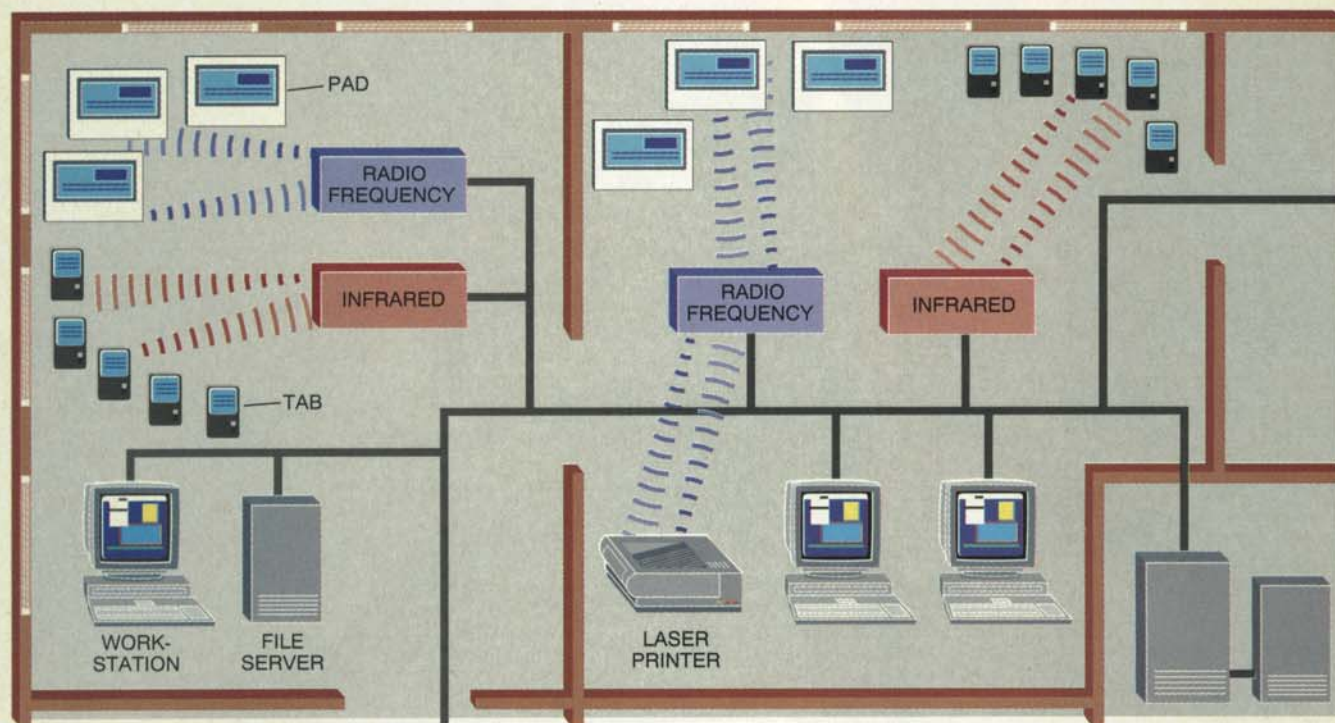 PAD
RADIO
FREQUENCY
INFRARED
TAB
WORK-
STATION
FILE
SERVER
RADIO
FREQUENCY
INFRARED
LASER
PRINTER